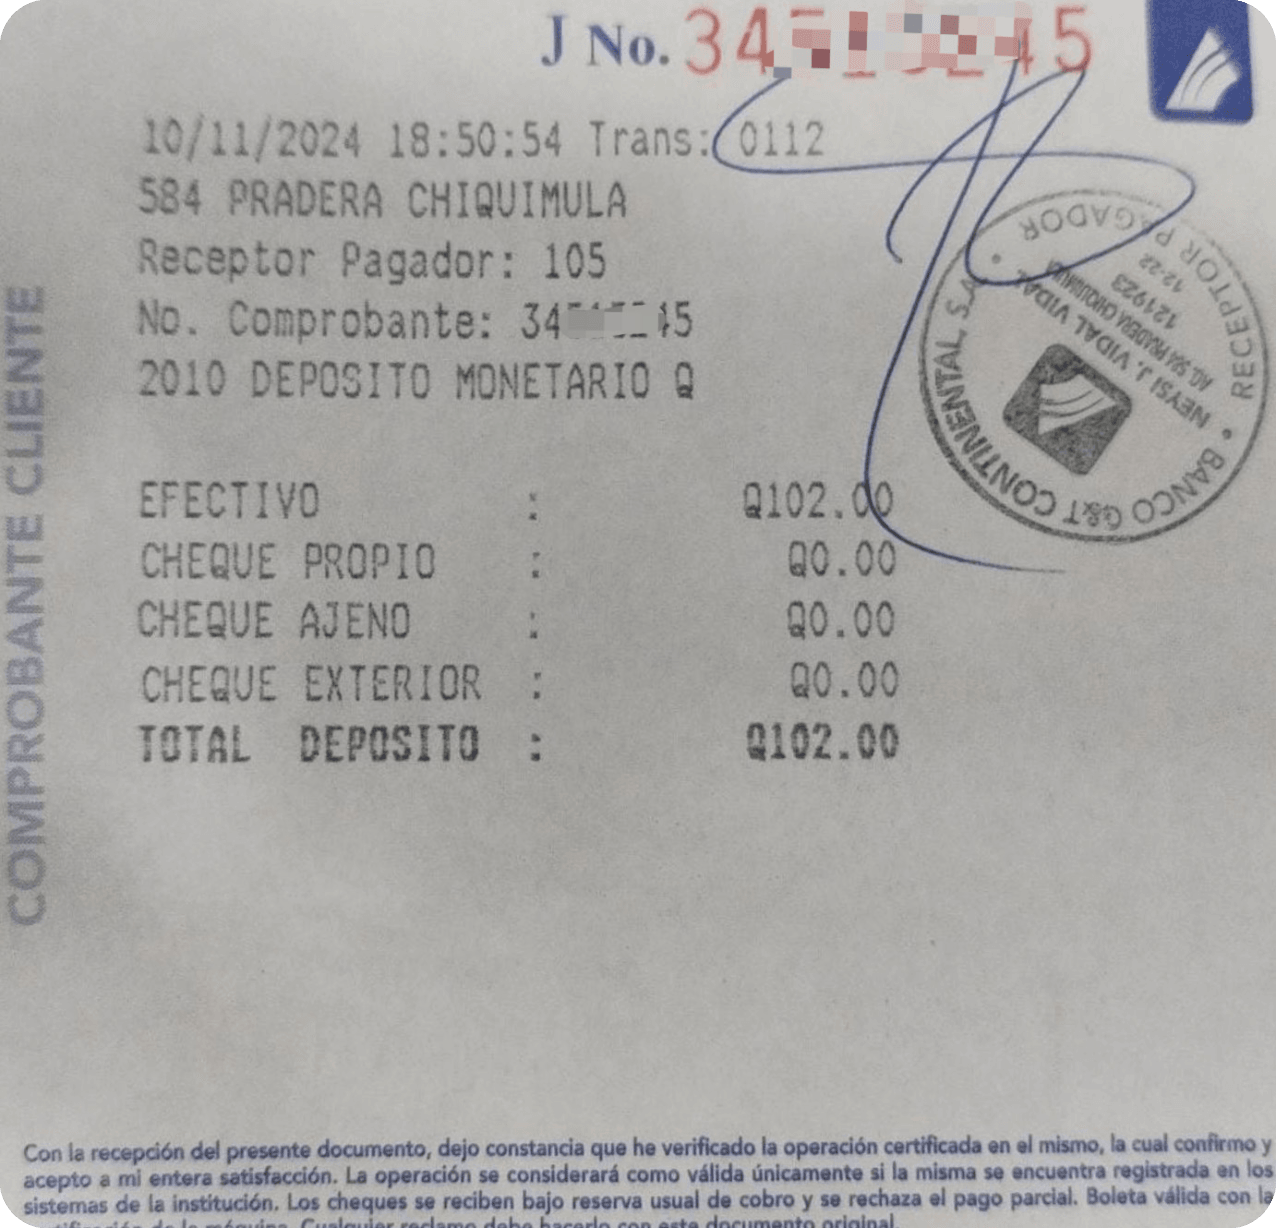 J No. 34 45
10/11/2024 18:50:54 Trans: 0112
584 PRADERA CHIQUIMULA
Receptor Pagador: 105
No. Comprobante: 34 45
2010 DEPOSITO MONETARIO Q
EFECTIVO : Q102.00
CHEQUE PROPIO : Q0.00
CHEQUE AJENO : Q0.00
CHEQUE EXTERIOR : Q0.00
TOTAL DEPOSITO : Q102.00
COMPROBANTE CLIENTE
BANCO G&T CONTINENTAL, S.A.
RECEPTOR PAGADOR
NEYSI J. VIDAL VIDAL
AG. 584 PRADERA CHIQUIMULA
121923
12-22
Con la recepción del presente documento, dejo constancia que he verificado la operación certificada en el mismo, la cual confirmo y
acepto a mi entera satisfacción. La operación se considerará como válida únicamente si la misma se encuentra registrada en los
sistemas de la institución. Los cheques se reciben bajo reserva usual de cobro y se rechaza el pago parcial. Boleta válida con la
de la máquina. Cualquier reclamo debe hacerlo con este documento original.